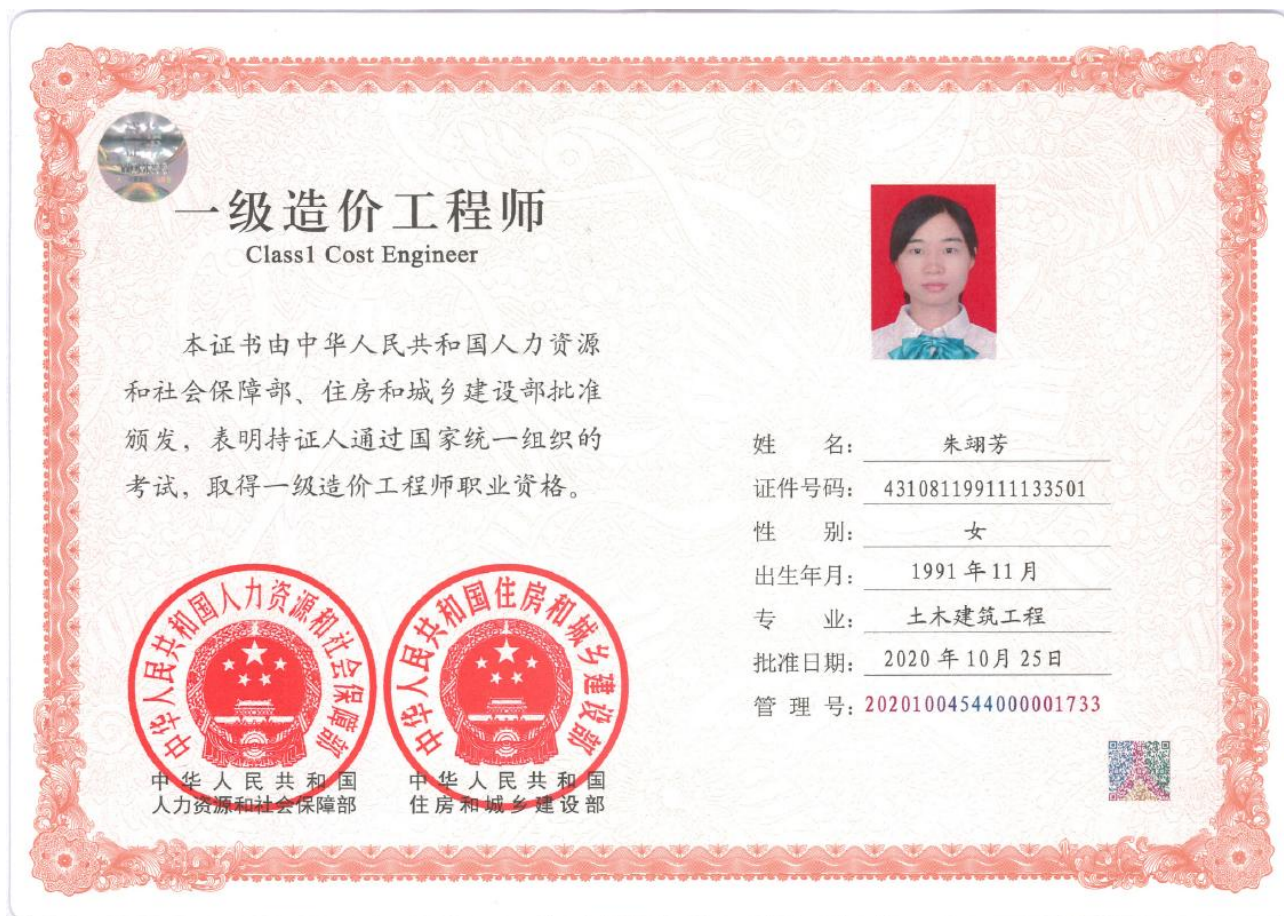 一级造价工程师
Class1 Cost Engineer
本证书由中华人民共和国人力资源
和社会保障部、住房和城乡建设部批准
颁发，表明持证人通过国家统一组织的
考试，取得一级造价工程师职业资格。
中华人民共和国人力资源和社会保障部
中华人民共和国住房和城乡建设部
中华人民共和国
人力资源和社会保障部
中华人民共和国
住房和城乡建设部
姓名：朱翊芳
证件号码：431081199111133501
性别：女
出生年月：1991年11月
专业：土木建筑工程
批准日期：2020年10月25日
管理号：20201004544000001733